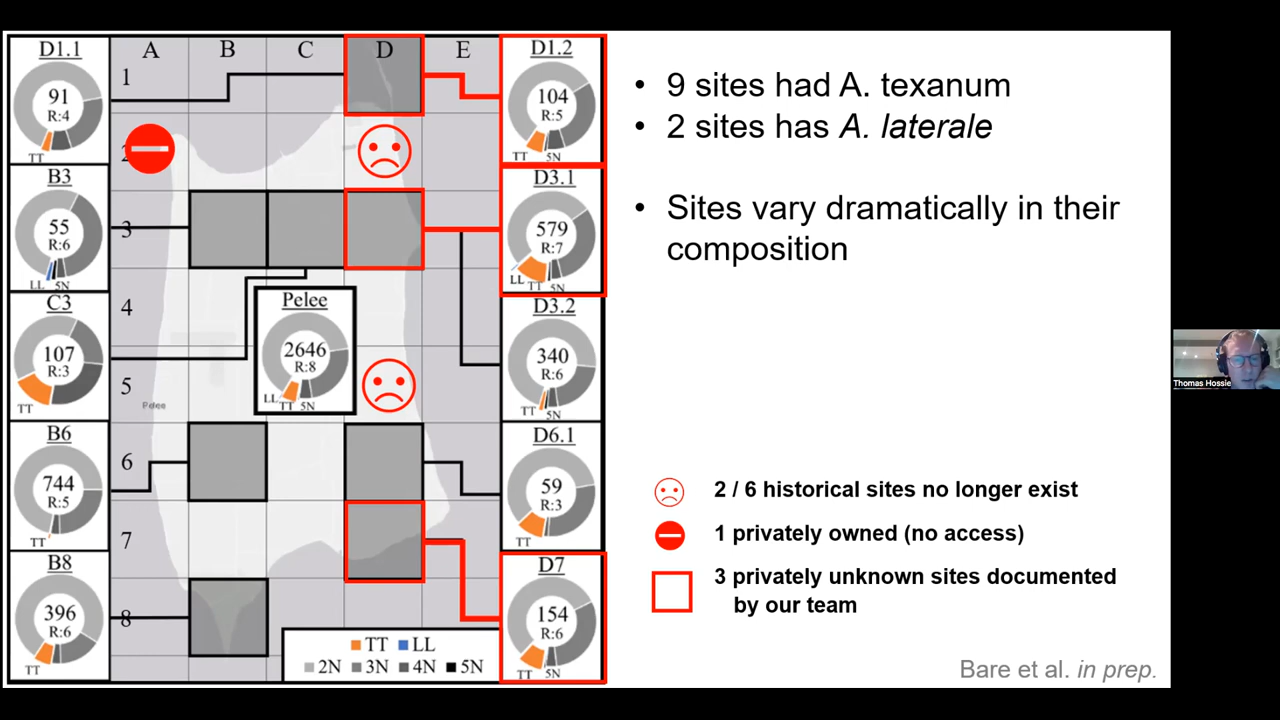 D1.1
91
R:4
TT
B3
55
R:6
LL 5N
C3
107
R:3
TT
B6
744
R:5
TT
B8
396
R:6
TT
A B C D E
1
2
3
4
5
6
7
8
Pelee
2646
R:8
LL TT 5N
Pelee
TT LL
2N 3N 4N 5N
D1.2
104
R:5
TT 5N
D3.1
579
R:7
LL TT 5N
D3.2
340
R:6
TT 5N
D6.1
59
R:3
TT
D7
154
R:6
TT 5N
• 9 sites had A. texanum
• 2 sites has A. laterale
• Sites vary dramatically in their
composition
2 / 6 historical sites no longer exist
1 privately owned (no access)
3 privately unknown sites documented
by our team
Bare et al. in prep.
Thomas Hossie